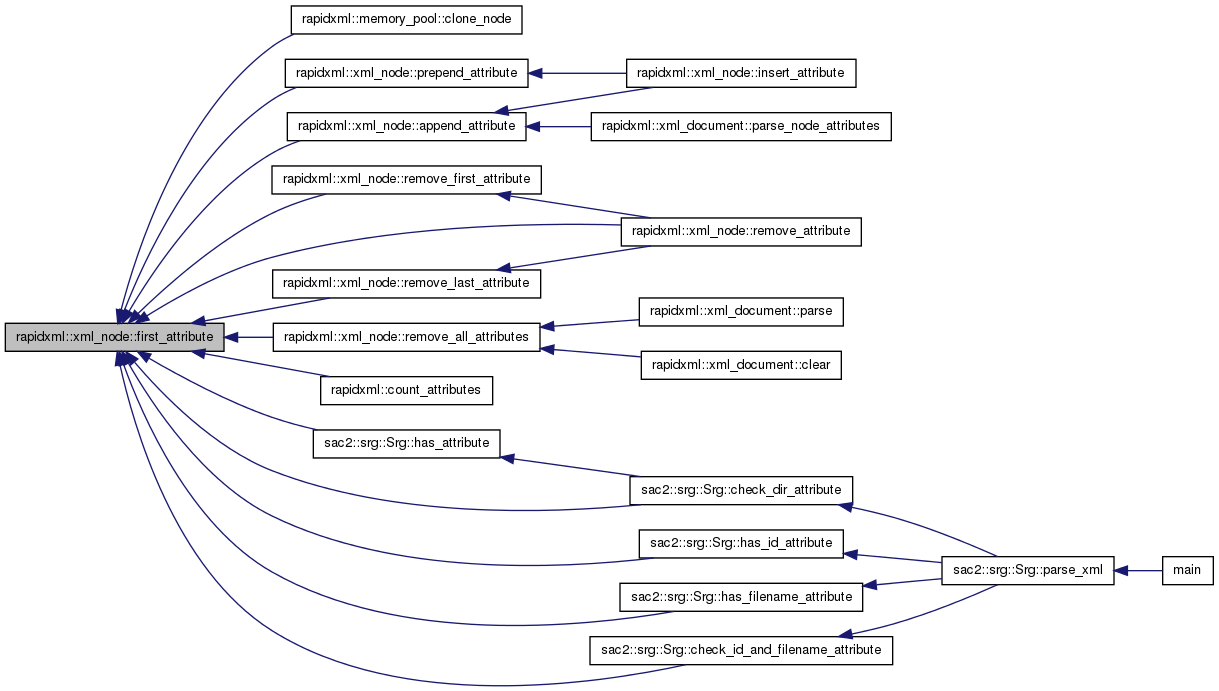 rapidxml::memory_pool::clone_node
rapidxml::xml_node::prepend_attribute
rapidxml::xml_node::insert_attribute
rapidxml::xml_node::append_attribute
rapidxml::xml_document::parse_node_attributes
rapidxml::xml_node::remove_first_attribute
rapidxml::xml_node::remove_attribute
rapidxml::xml_node::remove_last_attribute
rapidxml::xml_document::parse
rapidxml::xml_node::first_attribute
rapidxml::xml_node::remove_all_attributes
rapidxml::xml_document::clear
rapidxml::count_attributes
sac2::srg::Srg::has_attribute
sac2::srg::Srg::check_dir_attribute
sac2::srg::Srg::has_id_attribute
sac2::srg::Srg::parse_xml
main
sac2::srg::Srg::has_filename_attribute
sac2::srg::Srg::check_id_and_filename_attribute